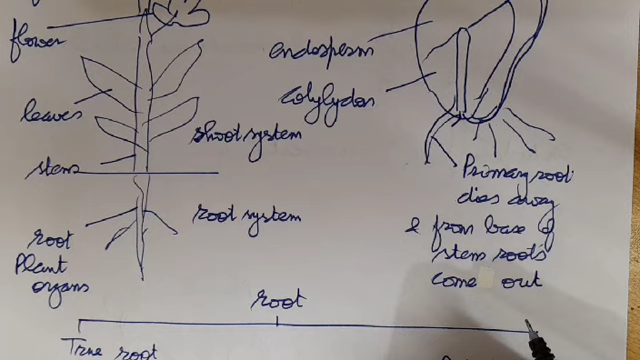 flower
leaves
stem
root
Plant
organs
shoot system
root system
endosperm
Cotylydon
Primary root
dies away
& from base of
stem roots
come out
root
True root